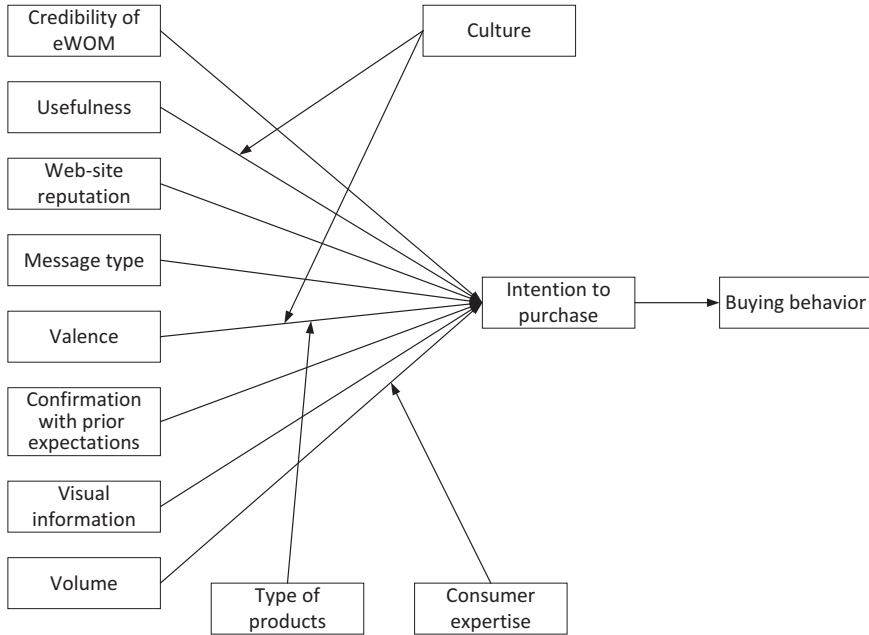 Credibility of
eWOM
Culture
Usefulness
Web-site
reputation
Message type
Intention to
purchase
Buying behavior
Valence
Confirmation
with prior
expectations
Visual
information
Volume
Type of
products
Consumer
expertise